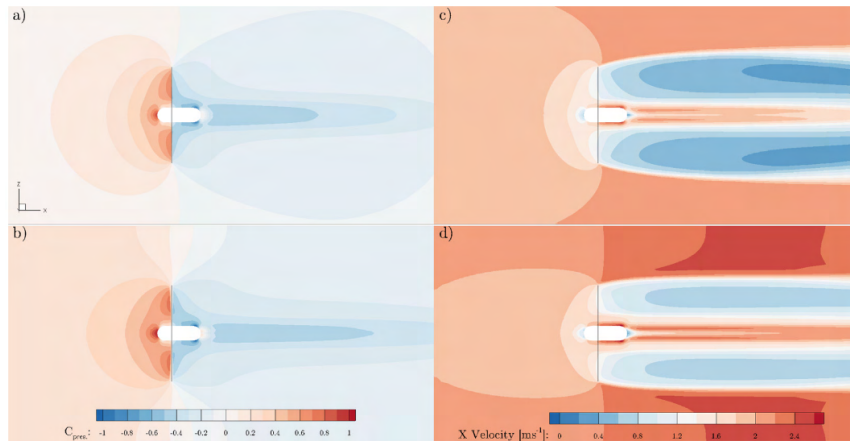 a)
c)
Z
X
b)
d)
C_pres.: -1 -0.8 -0.6 -0.4 -0.2 0 0.2 0.4 0.6 0.8 1
X Velocity [ms⁻¹]: 0 0.4 0.8 1.2 1.6 2 2.4